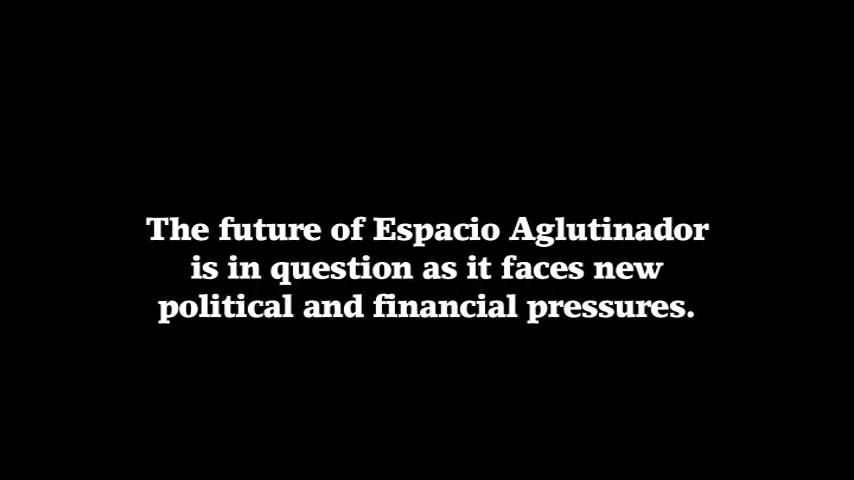 The future of Espacio Aglutinador
is in question as it faces new
political and financial pressures.